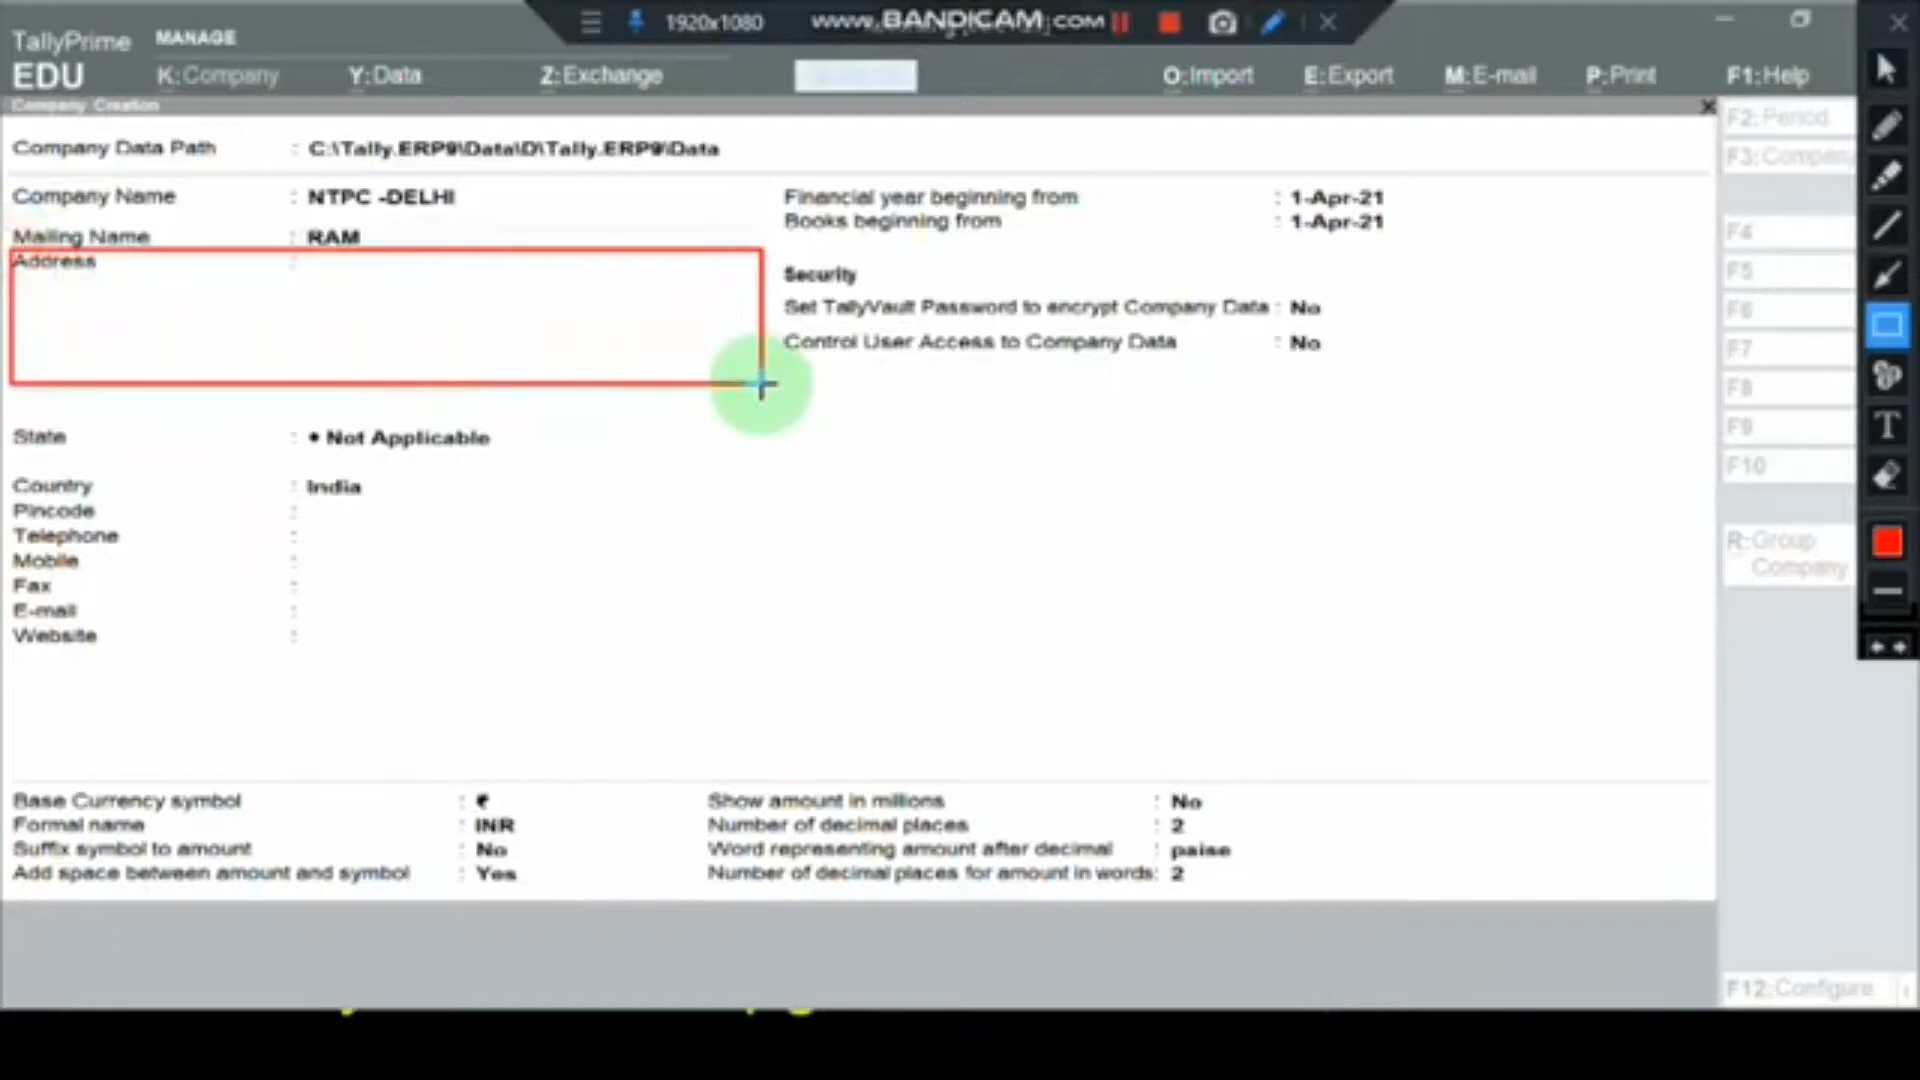 1920x1080 www.BANDICAM.COM
TallyPrime MANAGE
EDU K:Company Y:Data Z:Exchange O:Import E:Export M:E-mail P:Print F1:Help
Company Creation
F2:Period
Company Data Path : C:\Tally.ERP9\Data\D\Tally.ERP9\Data
F3:Company
Company Name : NTPC -DELHI Financial year beginning from : 1-Apr-21
Books beginning from : 1-Apr-21
Mailing Name : RAM
F4
Address :
Security
F5
Set TallyVault Password to encrypt Company Data : No
F6
Control User Access to Company Data : No
F7
F8
State : • Not Applicable
F9
F10
Country : India
Pincode :
Telephone :
R:Group
Company
Mobile :
Fax :
E-mail :
Website :
Base Currency symbol : ₹ Show amount in millions : No
Formal name : INR Number of decimal places : 2
Suffix symbol to amount : No Word representing amount after decimal : paise
Add space between amount and symbol : Yes Number of decimal places for amount in words: 2
F12:Configure